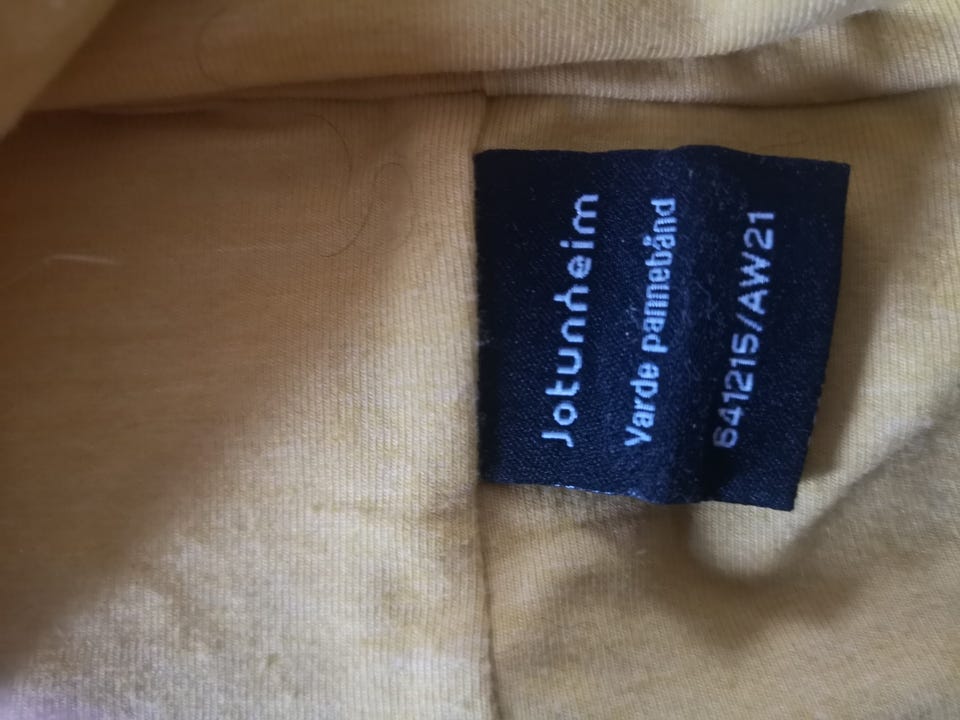 Jotunheim
Varde pannebånd
641215/AW21